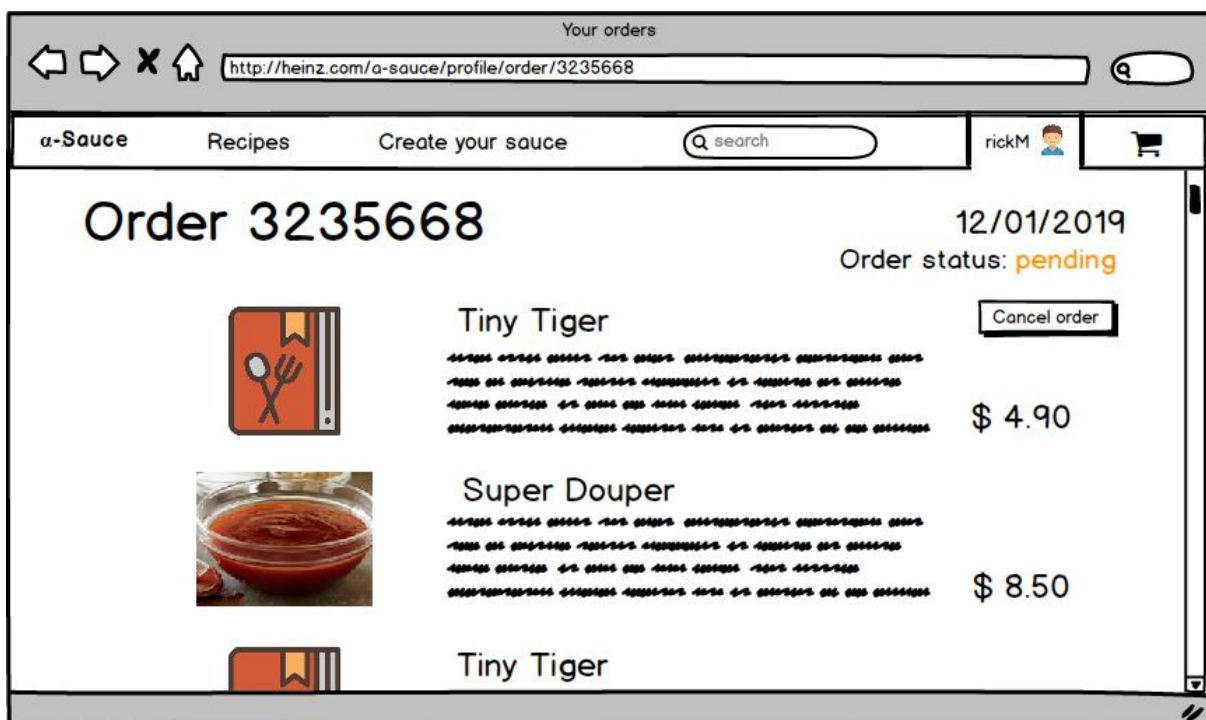 Your orders
http://heinz.com/a-sauce/profile/order/3235668
α-Sauce Recipes Create your sauce search rickM
Order 3235668
12/01/2019
Order status: pending
Cancel order
Tiny Tiger
$ 4.90
Super Douper
$ 8.50
Tiny Tiger